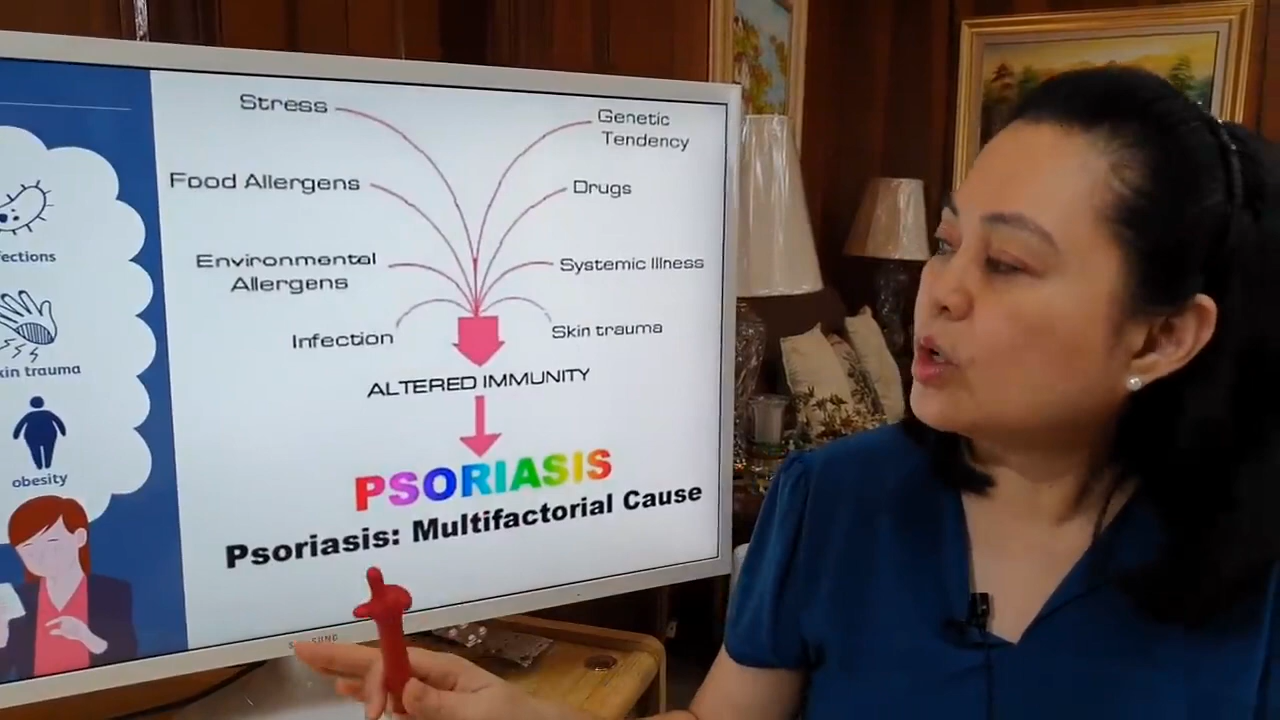 Stress
Genetic
Tendency
Food Allergens
Drugs
Environmental
Allergens
Systemic Illness
Infection
Skin trauma
ALTERED IMMUNITY
PSORIASIS
Psoriasis: Multifactorial Cause
fections
kin trauma
obesity